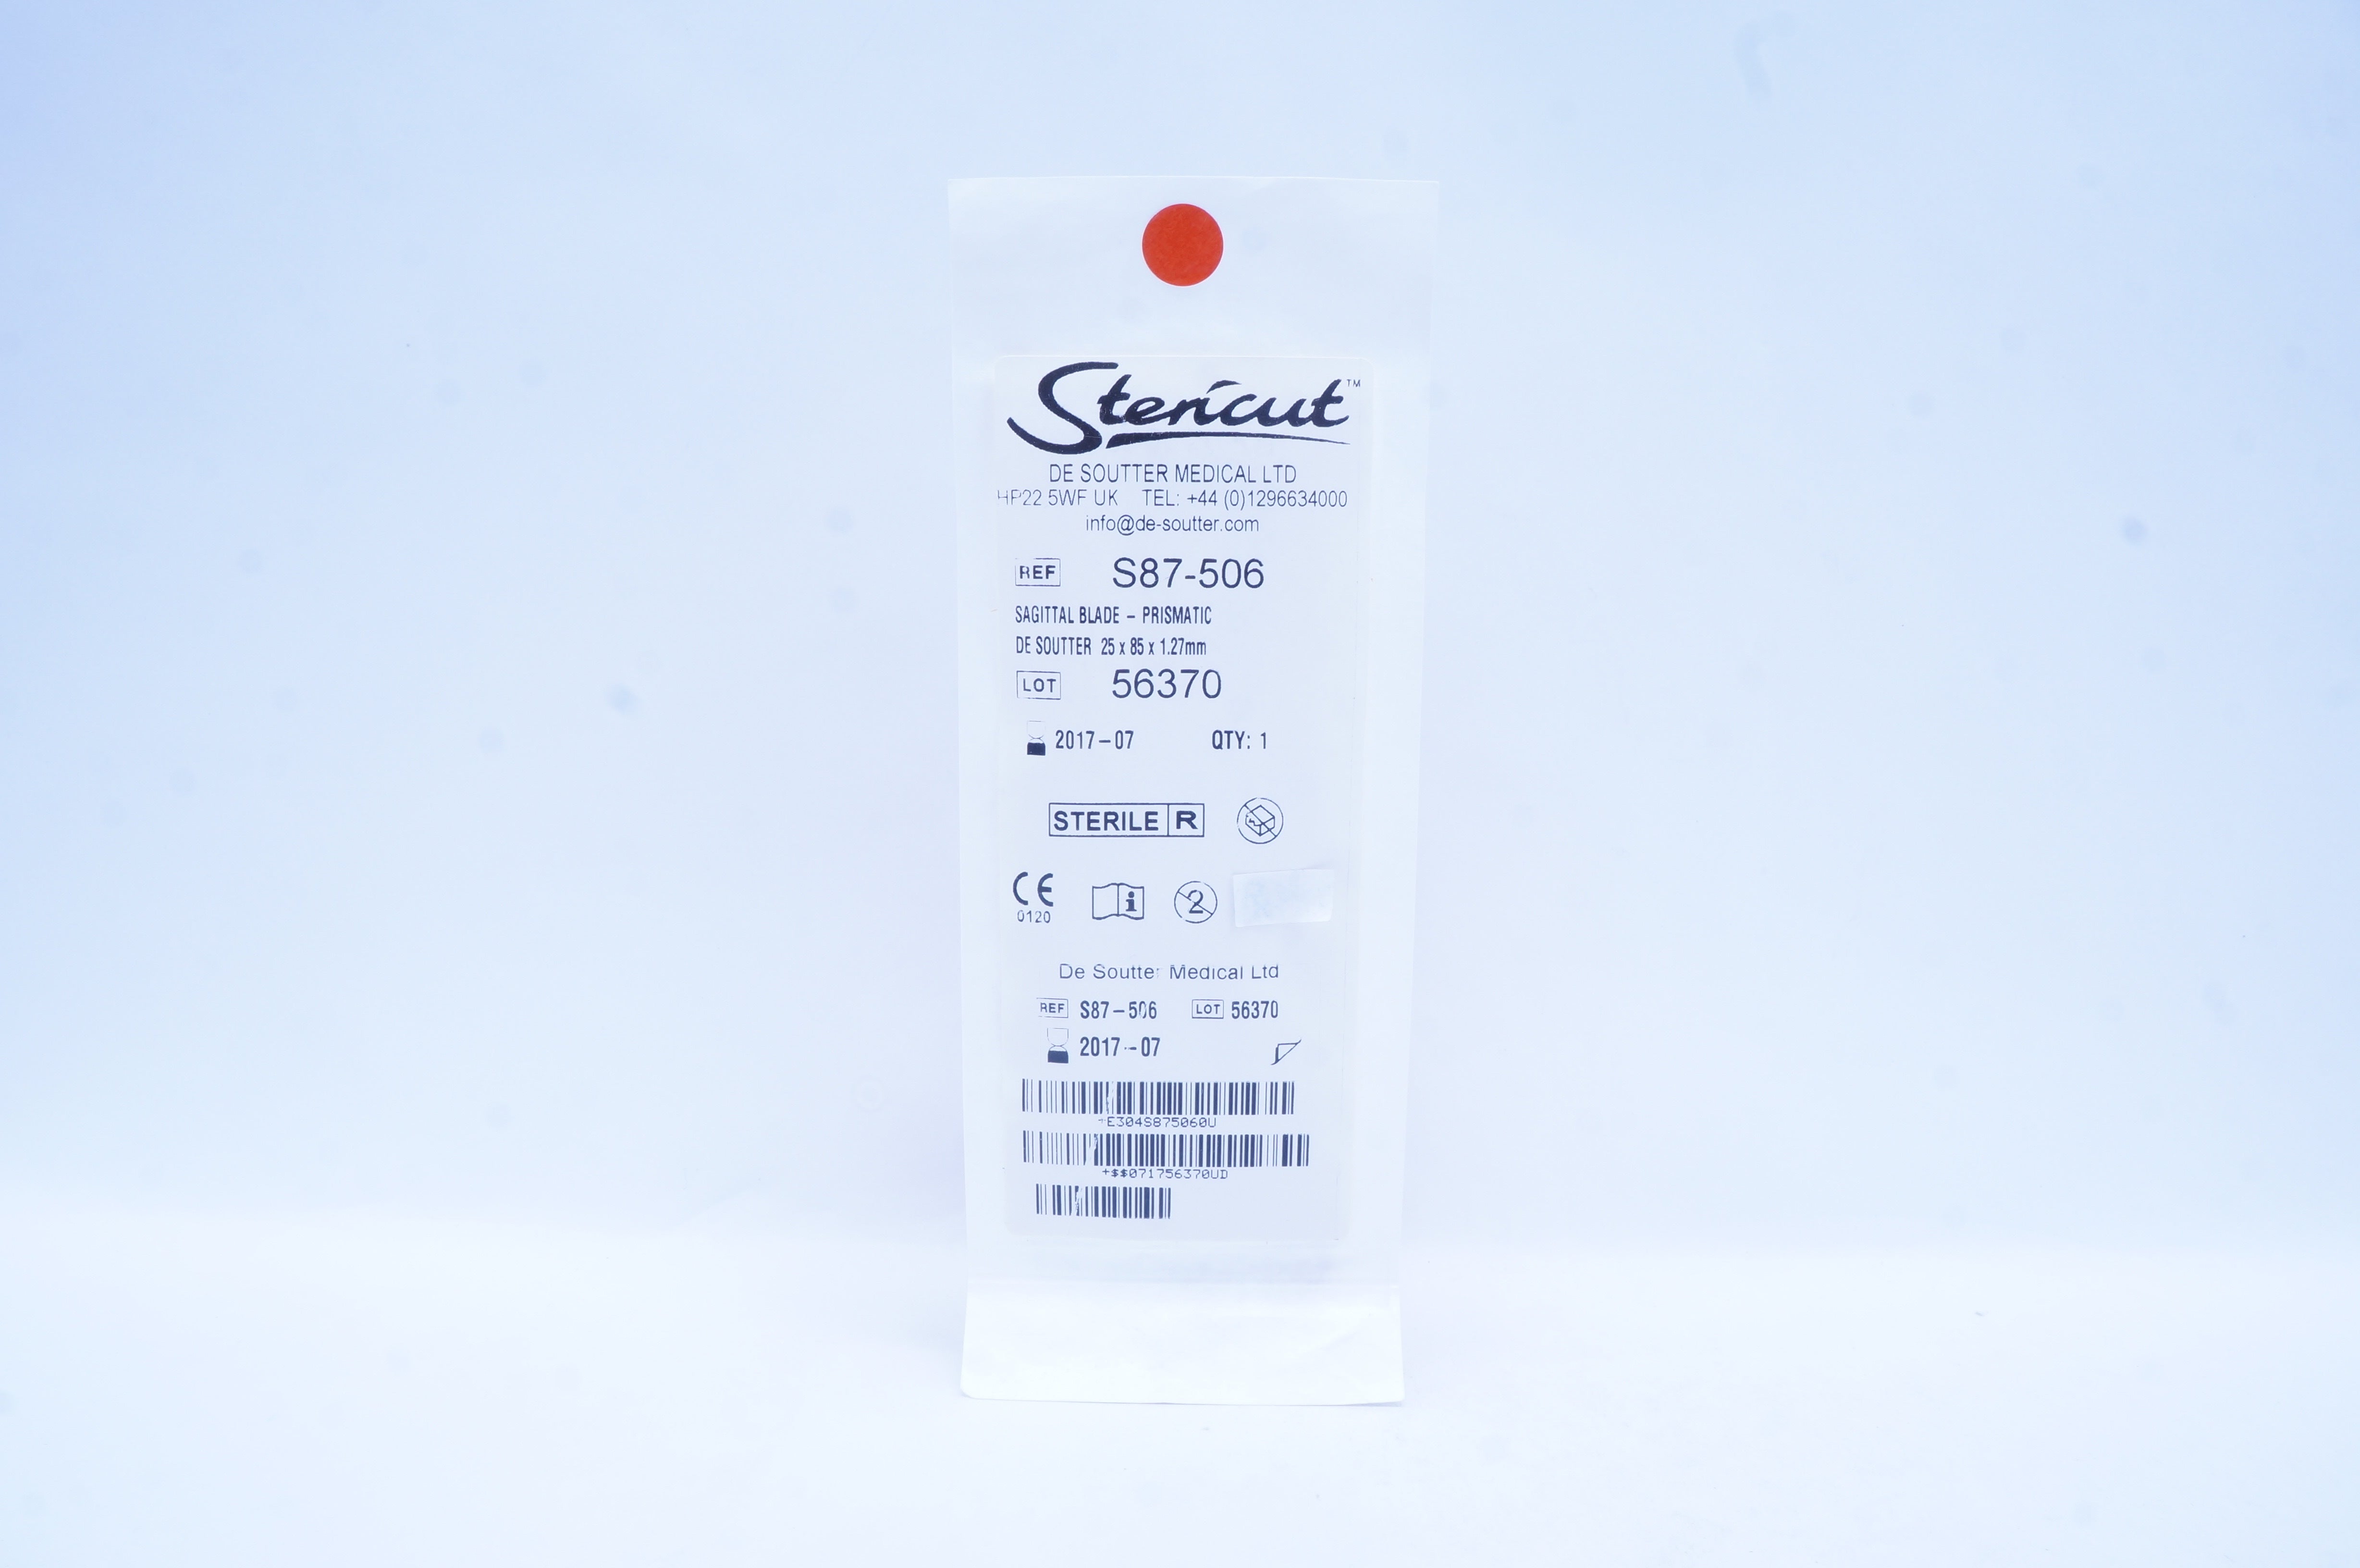 Stericut™
DE SOUTTER MEDICAL LTD
HP22 5WF UK TEL: +44 (0)1296634000
info@de-soutter.com
REF S87-506
SAGITTAL BLADE – PRISMATIC
DE SOUTTER 25 x 85 x 1.27mm
LOT 56370
2017-07 QTY: 1
STERILE R
CE 0120 i 2
De Soutter Medical Ltd
REF S87-506 LOT 56370
2017-07
+E304S875060U
+$$071756370UD